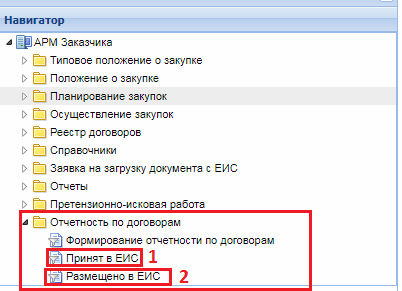 Навигатор
АРМ Заказчика
Типовое положение о закупке
Положение о закупке
Планирование закупок
Осуществление закупок
Реестр договоров
Справочники
Заявка на загрузку документа с ЕИС
Отчеты
Претензионно-исковая работа
Отчетность по договорам
Формирование отчетности по договорам
Принят в ЕИС 1
Размещено в ЕИС 2